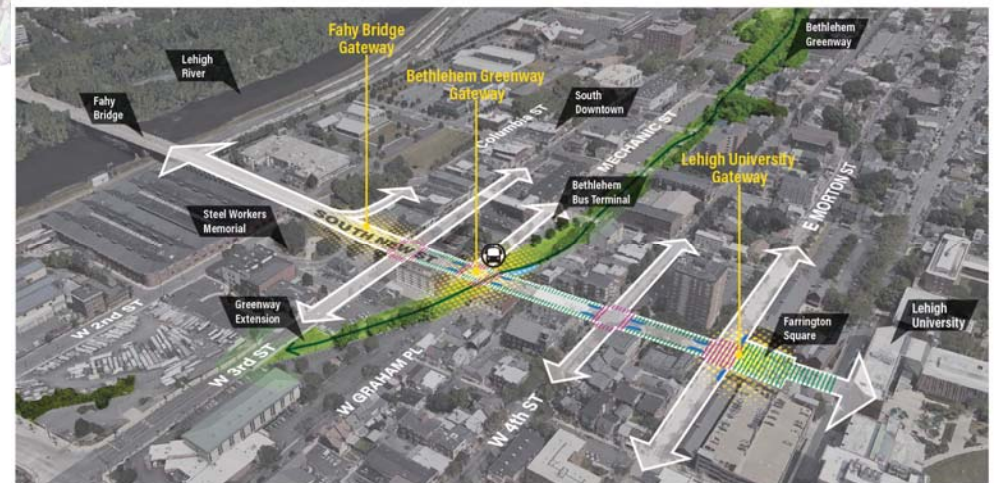 Fahy Bridge
Gateway
Bethlehem
Greenway
Lehigh
River
Bethlehem Greenway
Gateway
Fahy
Bridge
South
Downtown
Columbia ST
MECHANIC ST
Lehigh University
Gateway
E MORTON ST
Bethlehem
Bus Terminal
Steel Workers
Memorial
SOUTH NEW ST
Greenway
Extension
Farrington
Square
Lehigh
University
W 2nd ST
W 3rd ST
W GRAHAM PL
W 4th ST